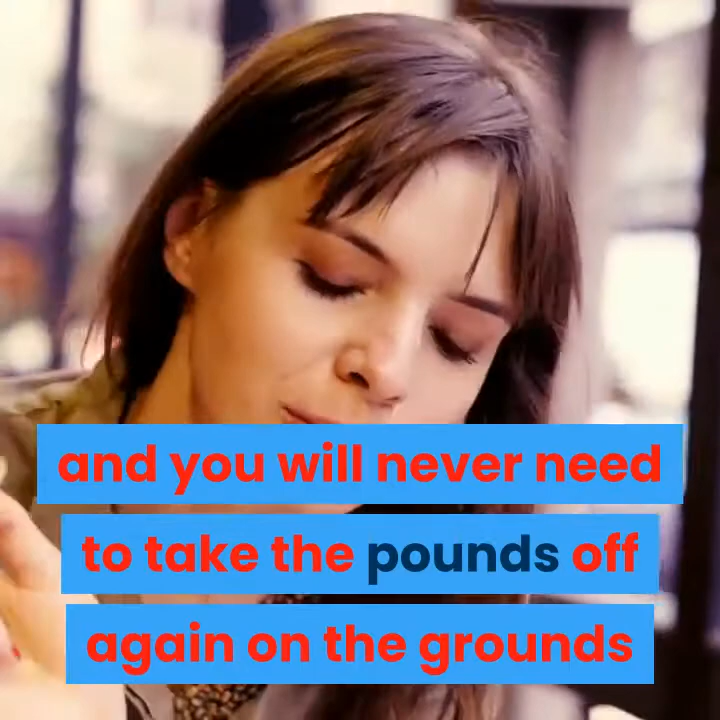 and you will never need
to take the pounds off
again on the grounds